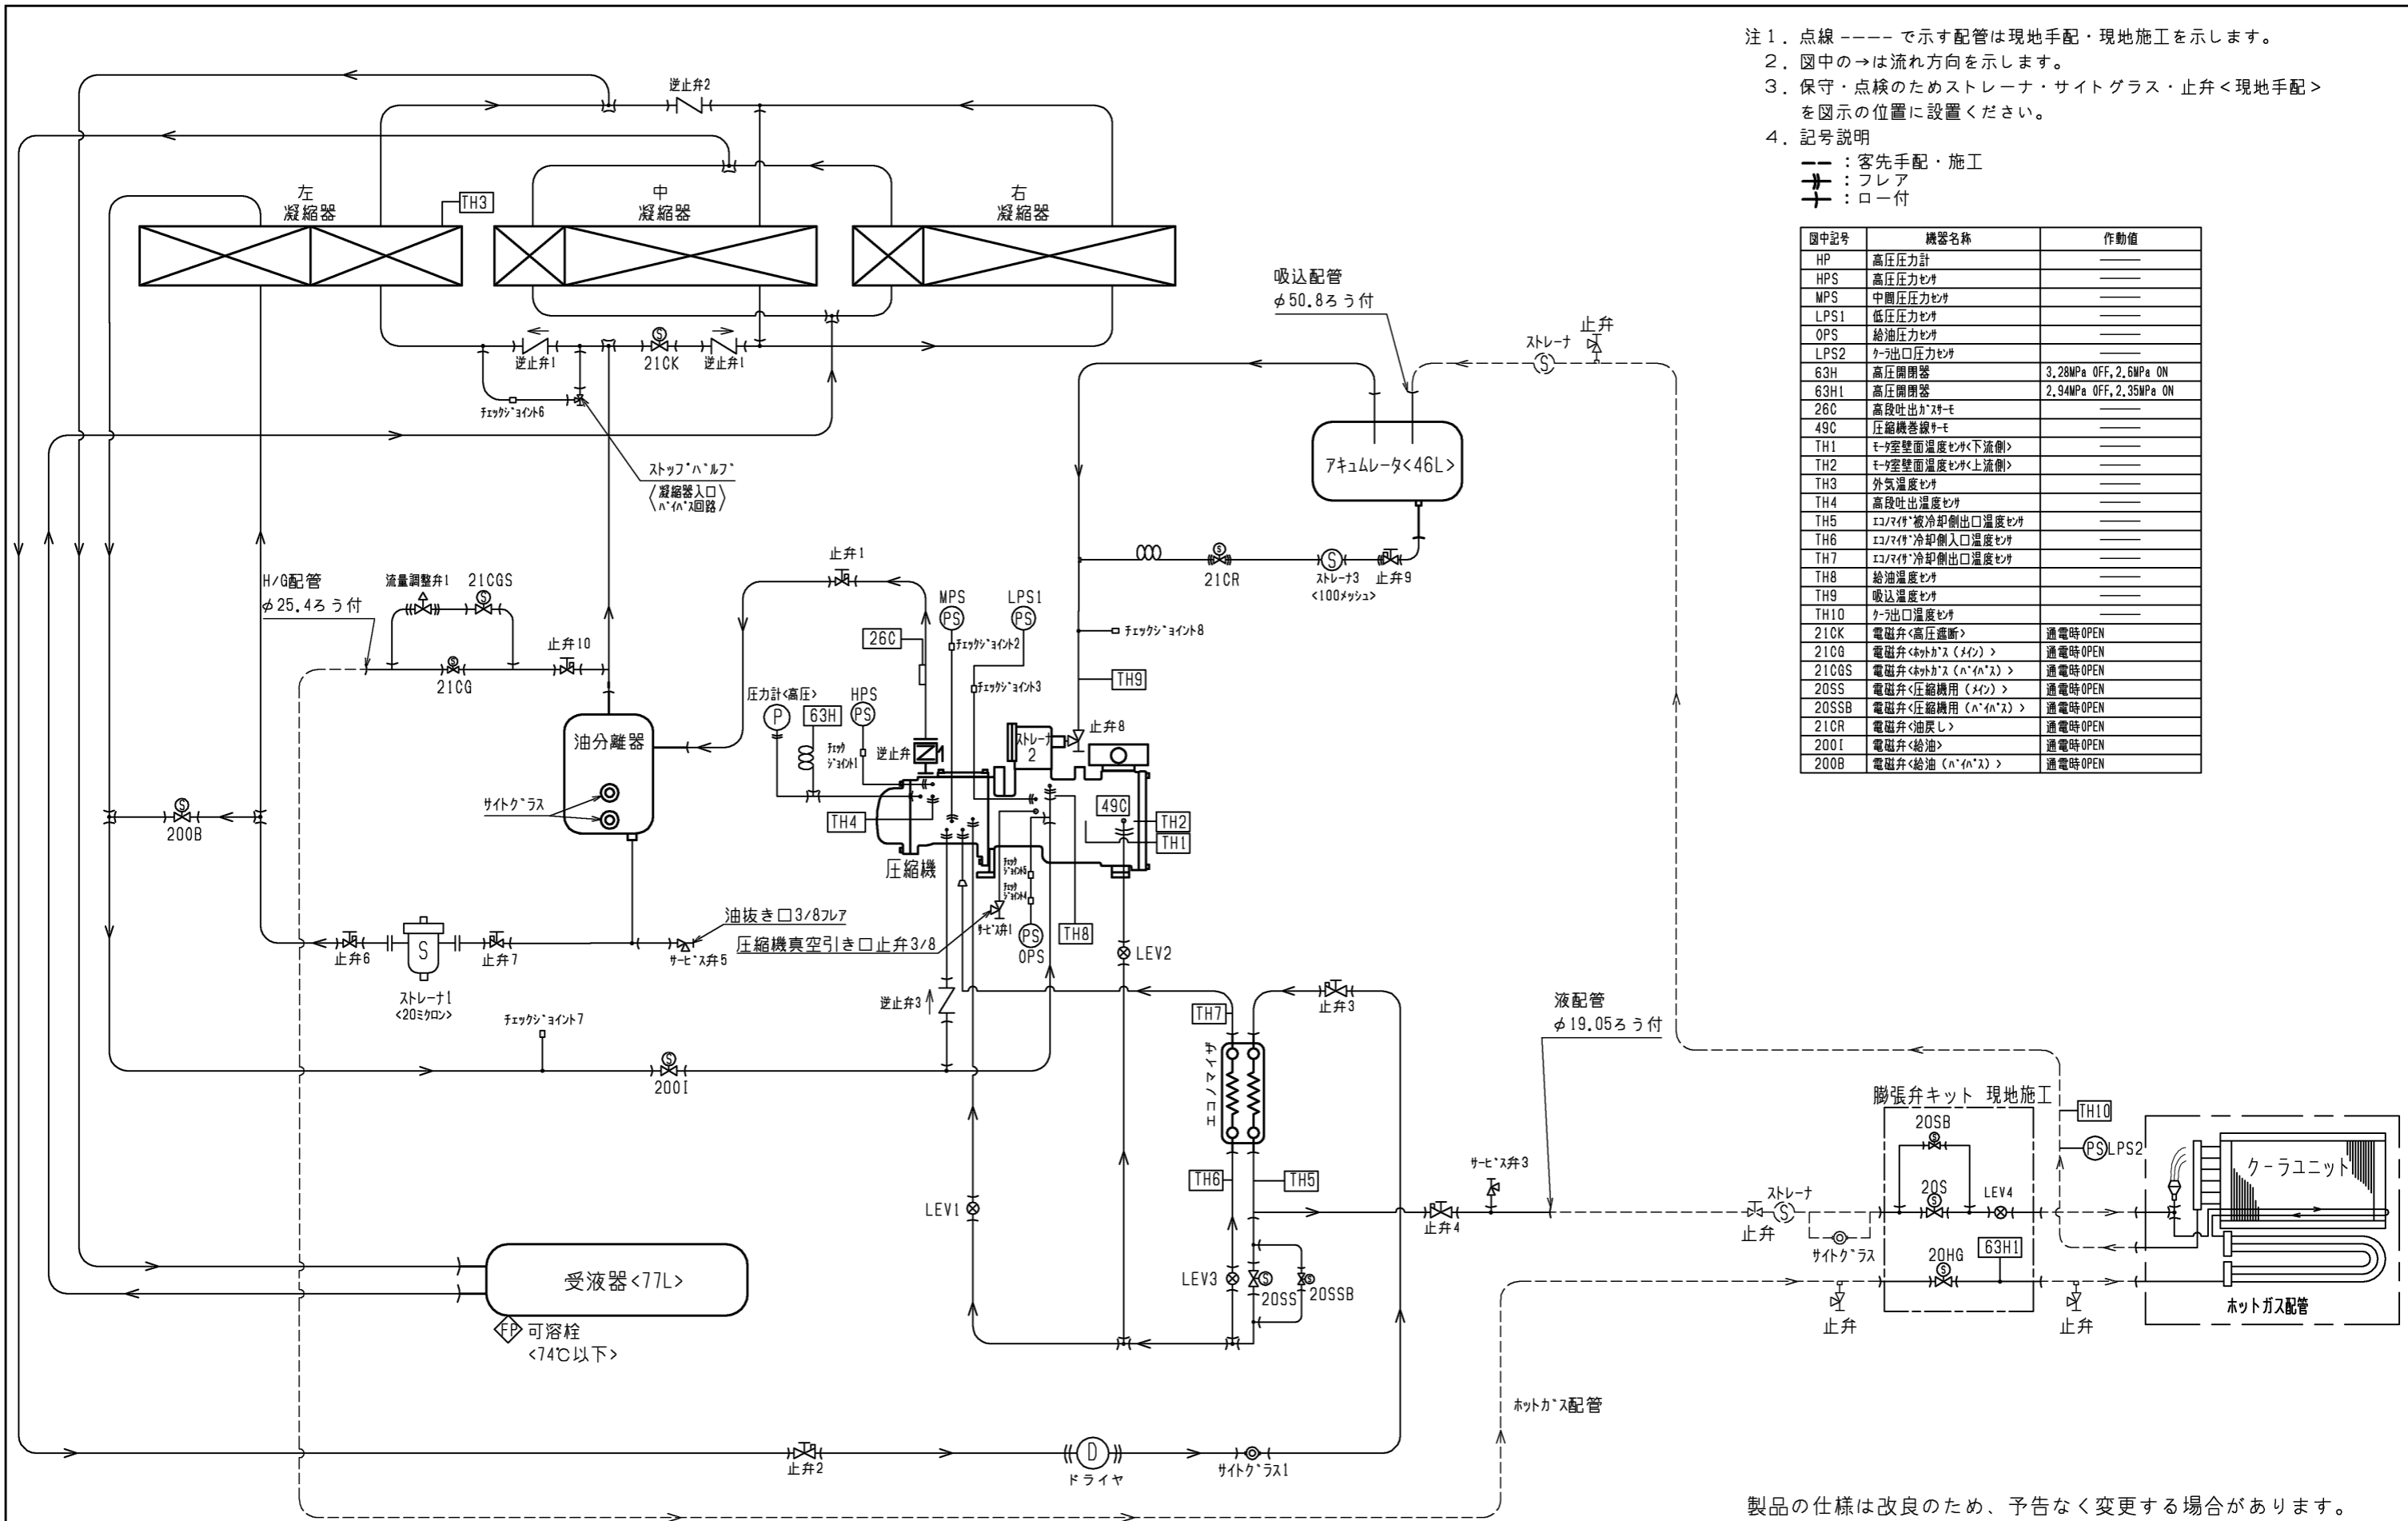 注1．点線 ---- で示す配管は現地手配・現地施工を示します。
2．図中の→は流れ方向を示します。
3．保守・点検のためストレーナ・サイトグラス・止弁<現地手配>
を図示の位置に設置ください。
4．記号説明
：客先手配・施工
：フレア
：ロー付
図中記号 機器名称 作動値
HP 高圧圧力計 ───
HPS 高圧圧力センサ ───
MPS 中間圧圧力センサ ───
LPS1 低圧圧力センサ ───
OPS 給油圧力センサ ───
LPS2 クーラ出口圧力センサ ───
63H 高圧開閉器 3.28MPa OFF,2.6MPa ON
63H1 高圧開閉器 2.94MPa OFF,2.35MPa ON
26C 高段吐出ガスサーモ ───
49C 圧縮機巻線サーモ ───
TH1 モータ室壁面温度センサ<下流側> ───
TH2 モータ室壁面温度センサ<上流側> ───
TH3 外気温度センサ ───
TH4 高段吐出温度センサ ───
TH5 エコノマイザ被冷却側出口温度センサ ───
TH6 エコノマイザ冷却側入口温度センサ ───
TH7 エコノマイザ冷却側出口温度センサ ───
TH8 給油温度センサ ───
TH9 吸込温度センサ ───
TH10 クーラ出口温度センサ ───
21CK 電磁弁<高圧遮断> 通電時OPEN
21CG 電磁弁<ホットガス（メイン）> 通電時OPEN
21CGS 電磁弁<ホットガス（バイパス）> 通電時OPEN
20SS 電磁弁<圧縮機用（メイン）> 通電時OPEN
20SSB 電磁弁<圧縮機用（バイパス）> 通電時OPEN
21CR 電磁弁<油戻し> 通電時OPEN
200I 電磁弁<給油> 通電時OPEN
200B 電磁弁<給油（バイパス）> 通電時OPEN
逆止弁2
左
凝縮器
TH3
中
凝縮器
右
凝縮器
逆止弁1
S
21CK
逆止弁1
チェックジョイント6
ストップバルブ
〈凝縮器入口
バイパス回路〉
吸込配管
φ50.8ろう付
ストレーナ
S
止弁
アキュムレータ<46L>
S
21CR
S
ストレーナ3
<100メッシュ>
止弁9
チェックジョイント8
TH9
H/G配管
φ25.4ろう付
流量調整弁1
S
21CGS
S
21CG
止弁10
止弁1
26C
MPS
PS
チェックジョイント2
LPS1
PS
チェックジョイント3
圧力計<高圧>
P
63H
HPS
PS
チェック
ジョイント1
逆止弁1
ストレーナ
2
止弁8
油分離器
サイトグラス
S
200B
TH4
49C
TH2
TH1
圧縮機
チェック
ジョイント5
チェック
ジョイント4
サービス弁1
PS
OPS
TH8
油抜き口3/8フレア
圧縮機真空引き口止弁3/8
止弁6
S
ストレーナ1
<20ミクロン>
止弁7
サービス弁5
LEV2
逆止弁3
チェックジョイント7
S
200I
TH7
止弁3
エコノマイザ
TH6
TH5
LEV1
LEV3
S
20SS
S
20SSB
サービス弁3
止弁4
液配管
φ19.05ろう付
受液器<77L>
FP
可溶栓
<74℃以下>
膨張弁キット 現地施工
20SB
S
20S
S
LEV4
20HG
S
63H1
止弁
ストレーナ
S
サイトグラス
止弁
止弁
TH10
PS
LPS2
クーラユニット
ホットガス配管
ホットガス配管
止弁2
D
ドライヤ
サイトグラス1
製品の仕様は改良のため、予告なく変更する場合があります。